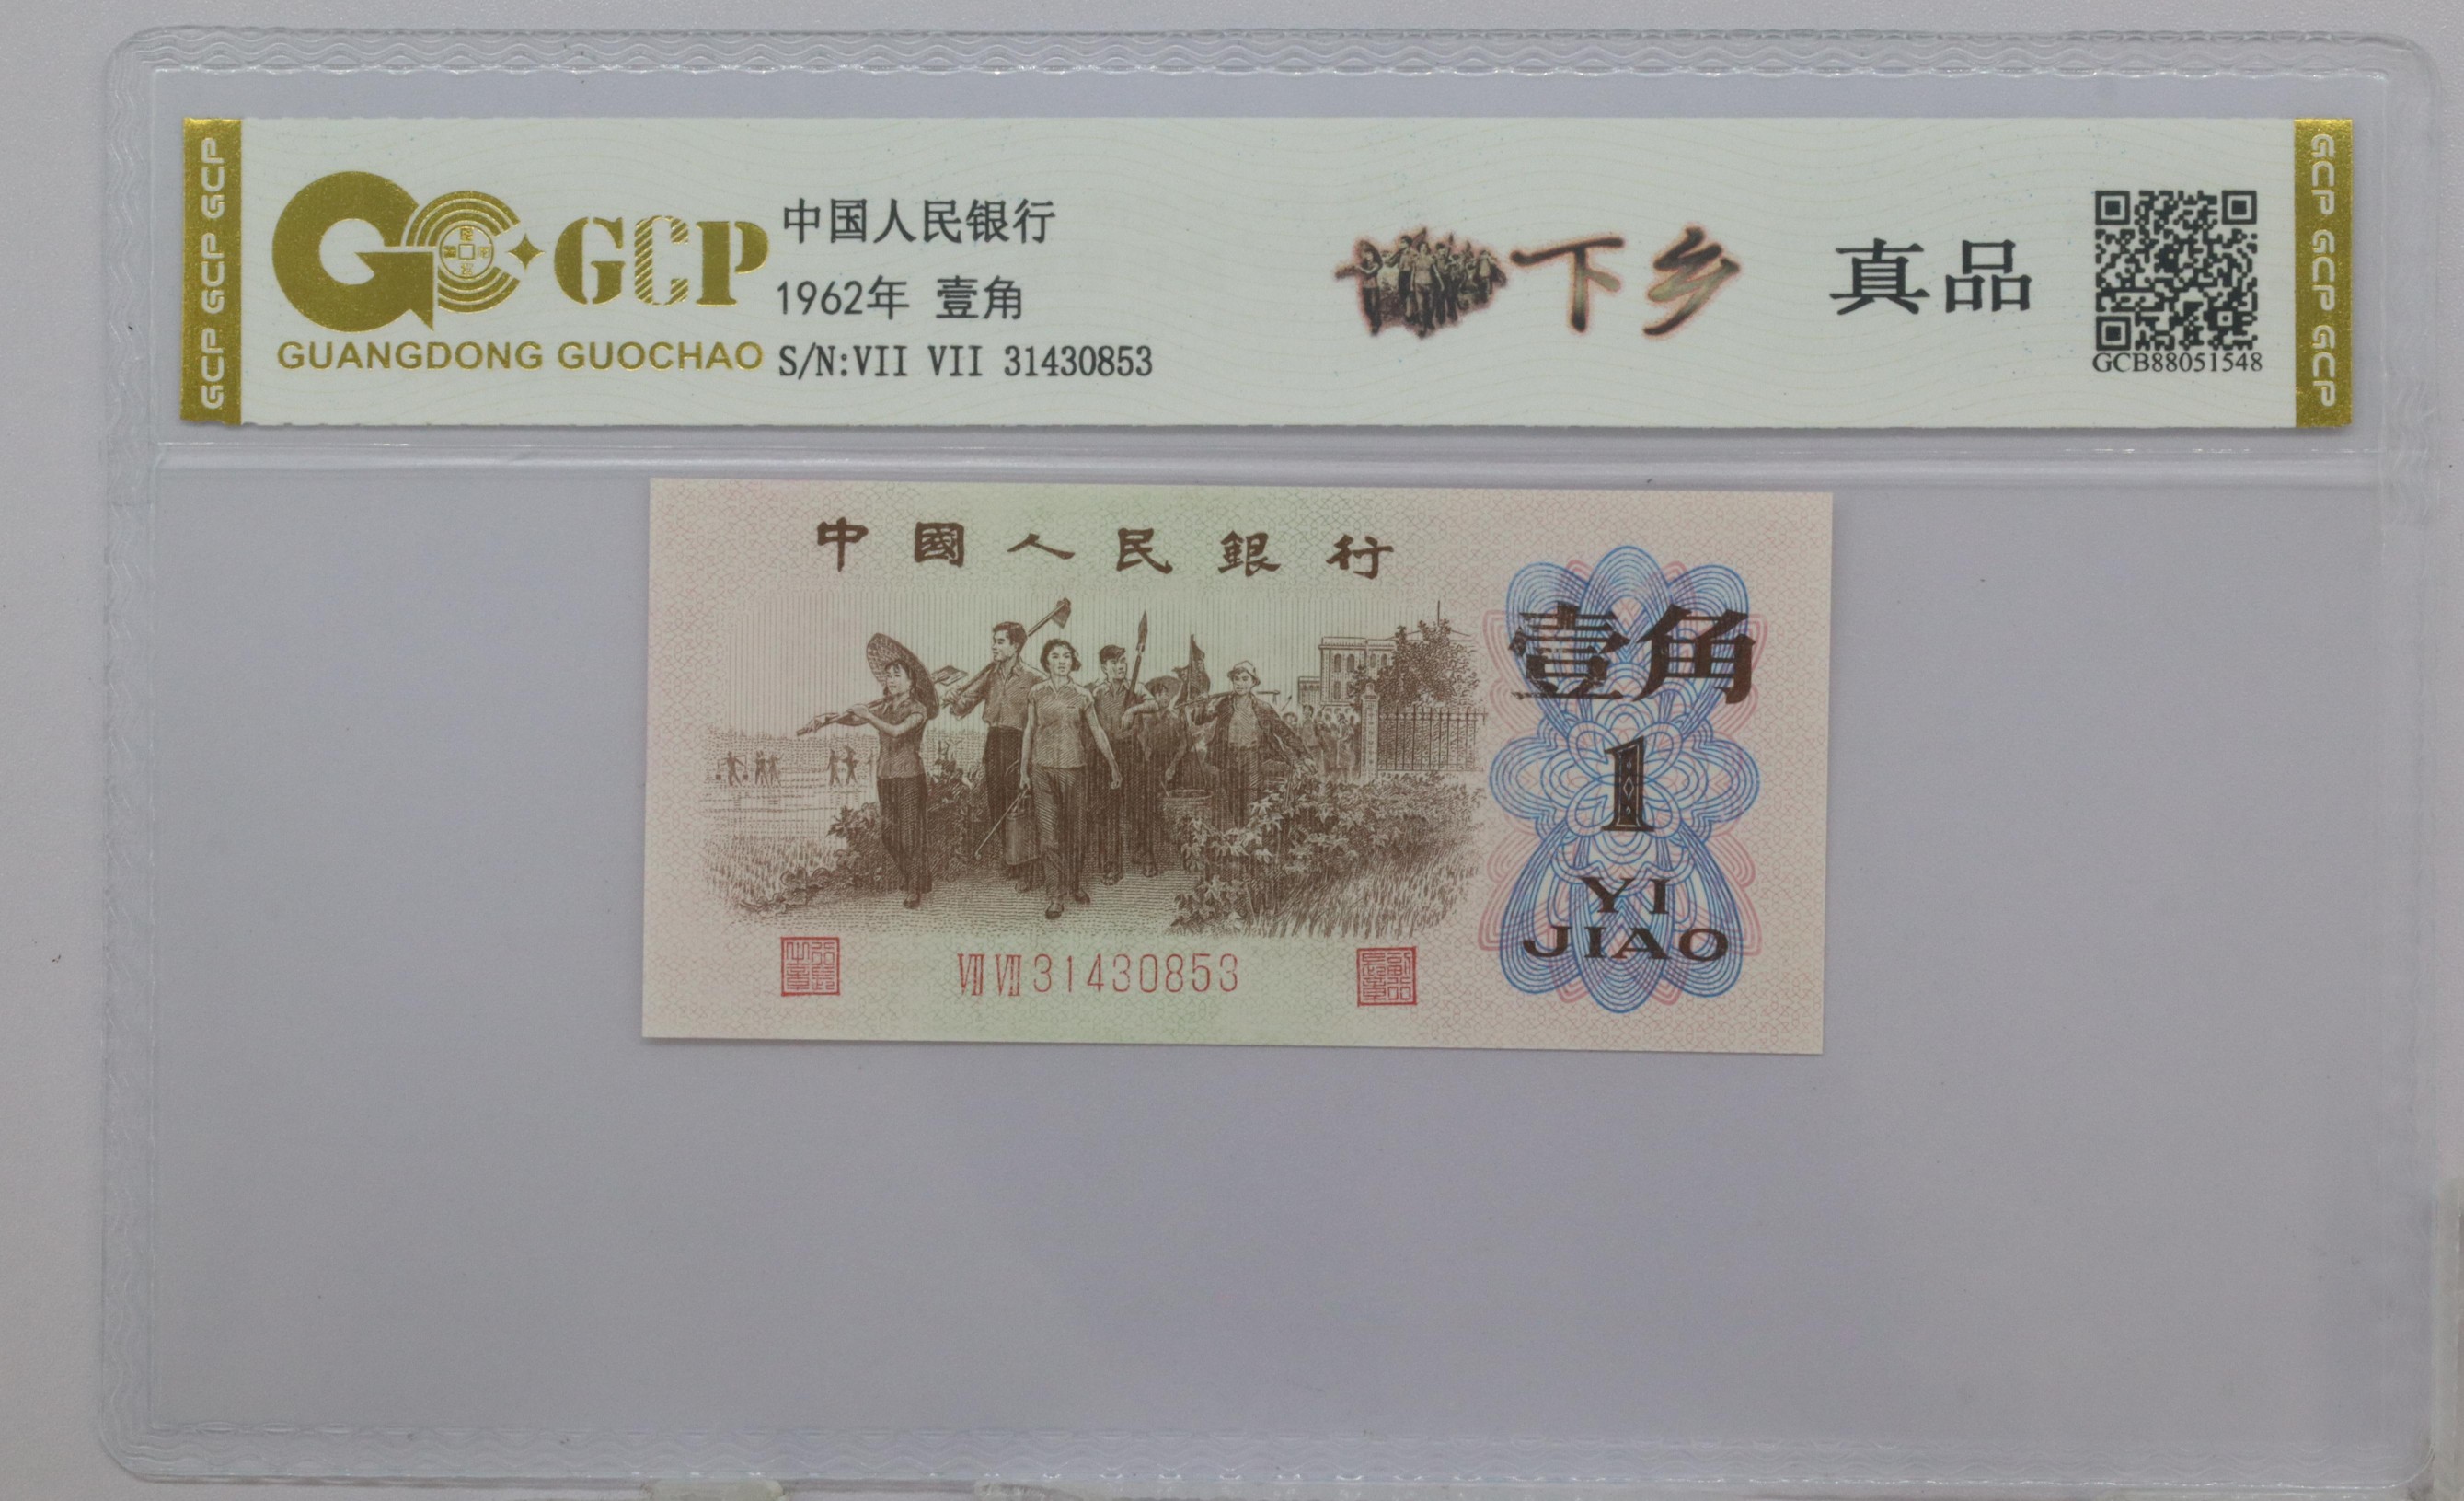 GCP GCP GCP
GCP
GUANGDONG GUOCHAO
中国人民银行
1962年 壹角
S/N:VII VII 31430853
下乡
真品
GCB88051548
GCP GCP GCP
中國人民銀行
壹角
1
YI
JIAO
VII VII 31430853